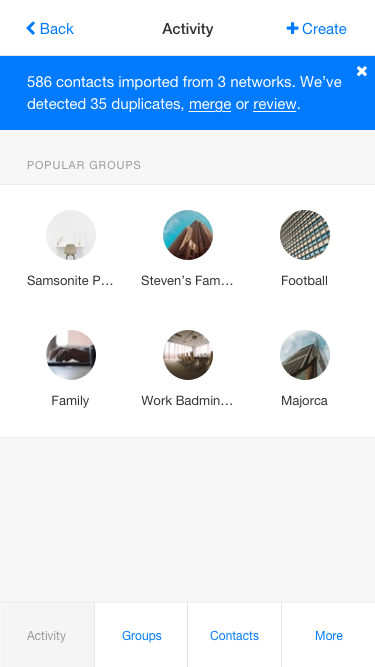 Back
Activity
Create
586 contacts imported from 3 networks. We've
detected 35 duplicates, merge or review.
POPULAR GROUPS
Samsonite P...
Steven's Fam...
Football
Family
Work Badmin...
Majorca
Activity
Groups
Contacts
More